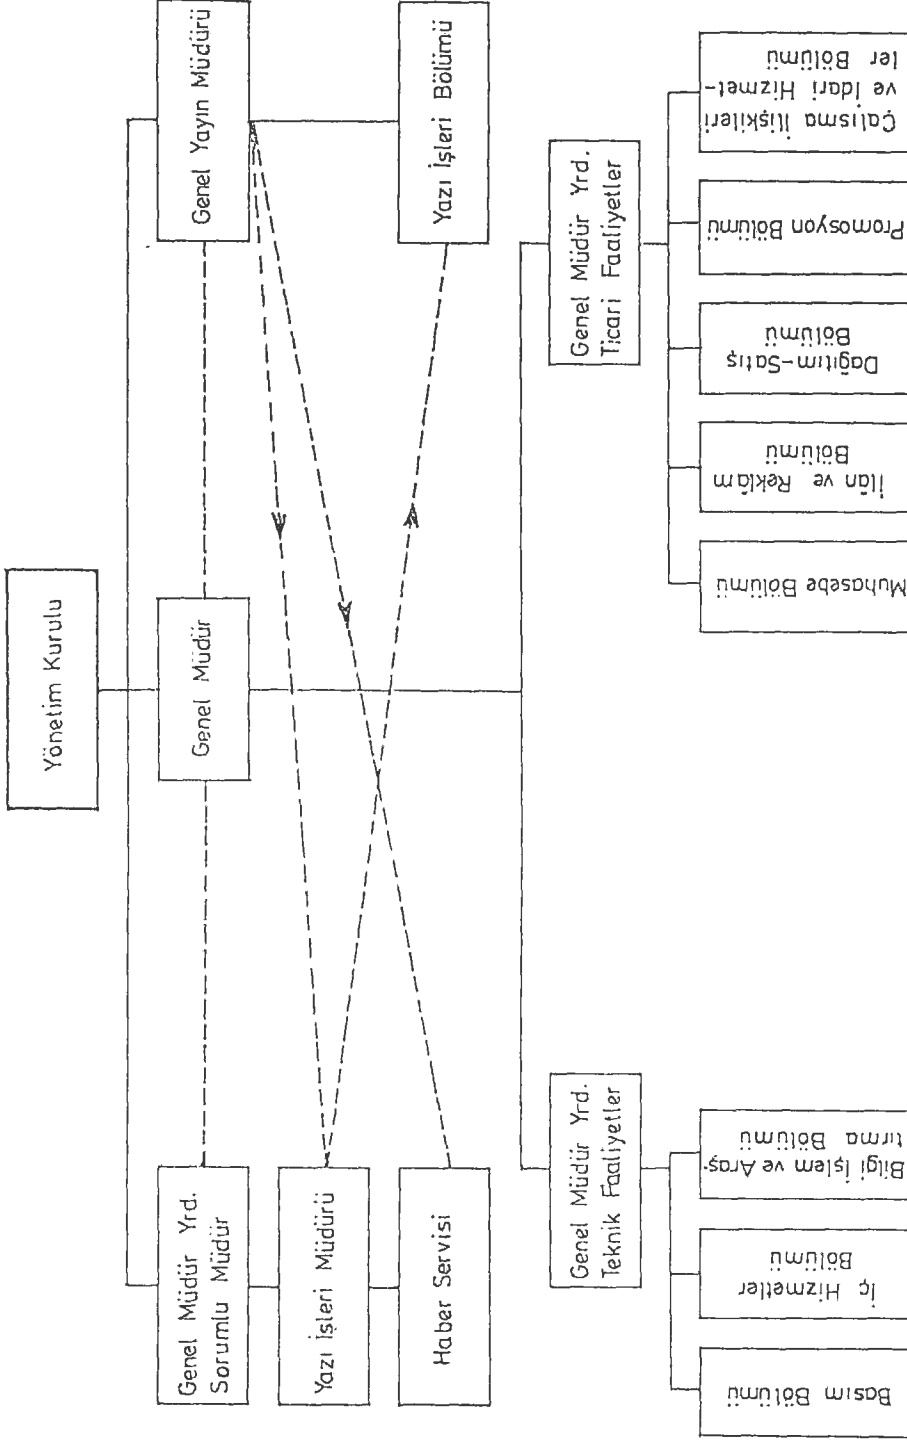 Yönetim Kurulu
Genel Müdür Yrd.
Sorumlu Müdür
Genel Müdür
Genel Yayın Müdürü
Yazı İşleri Müdürü
Haber Servisi
Yazı İşleri Bölümü
Genel Müdür Yrd.
Teknik Faaliyetler
Genel Müdür Yrd.
Ticari Faaliyetler
Basım Bölümü
İç Hizmetler
Bölümü
Bilgi İşlem ve Araş-
tırma Bölümü
Muhasebe Bölümü
İlân ve Reklâm
Bölümü
Dağıtım-Satış
Bölümü
Promosyon Bölümü
Çalısma İlişkileri
ve İdari Hizmet-
ler Bölümü